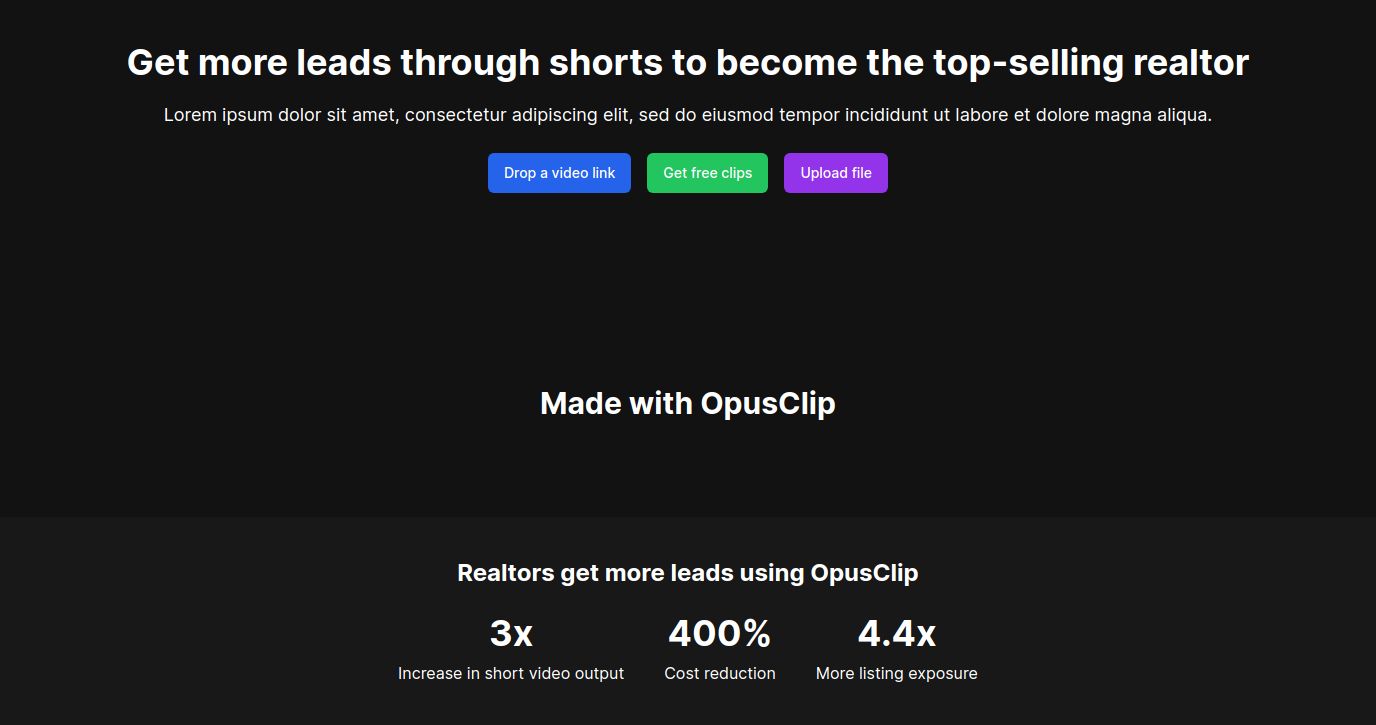 Get more leads through shorts to become the top-selling realtor
Lorem ipsum dolor sit amet, consectetur adipiscing elit, sed do eiusmod tempor incididunt ut labore et dolore magna aliqua.
Drop a video link Get free clips Upload file
Made with OpusClip
Realtors get more leads using OpusClip
3x 400% 4.4x
Increase in short video output Cost reduction More listing exposure